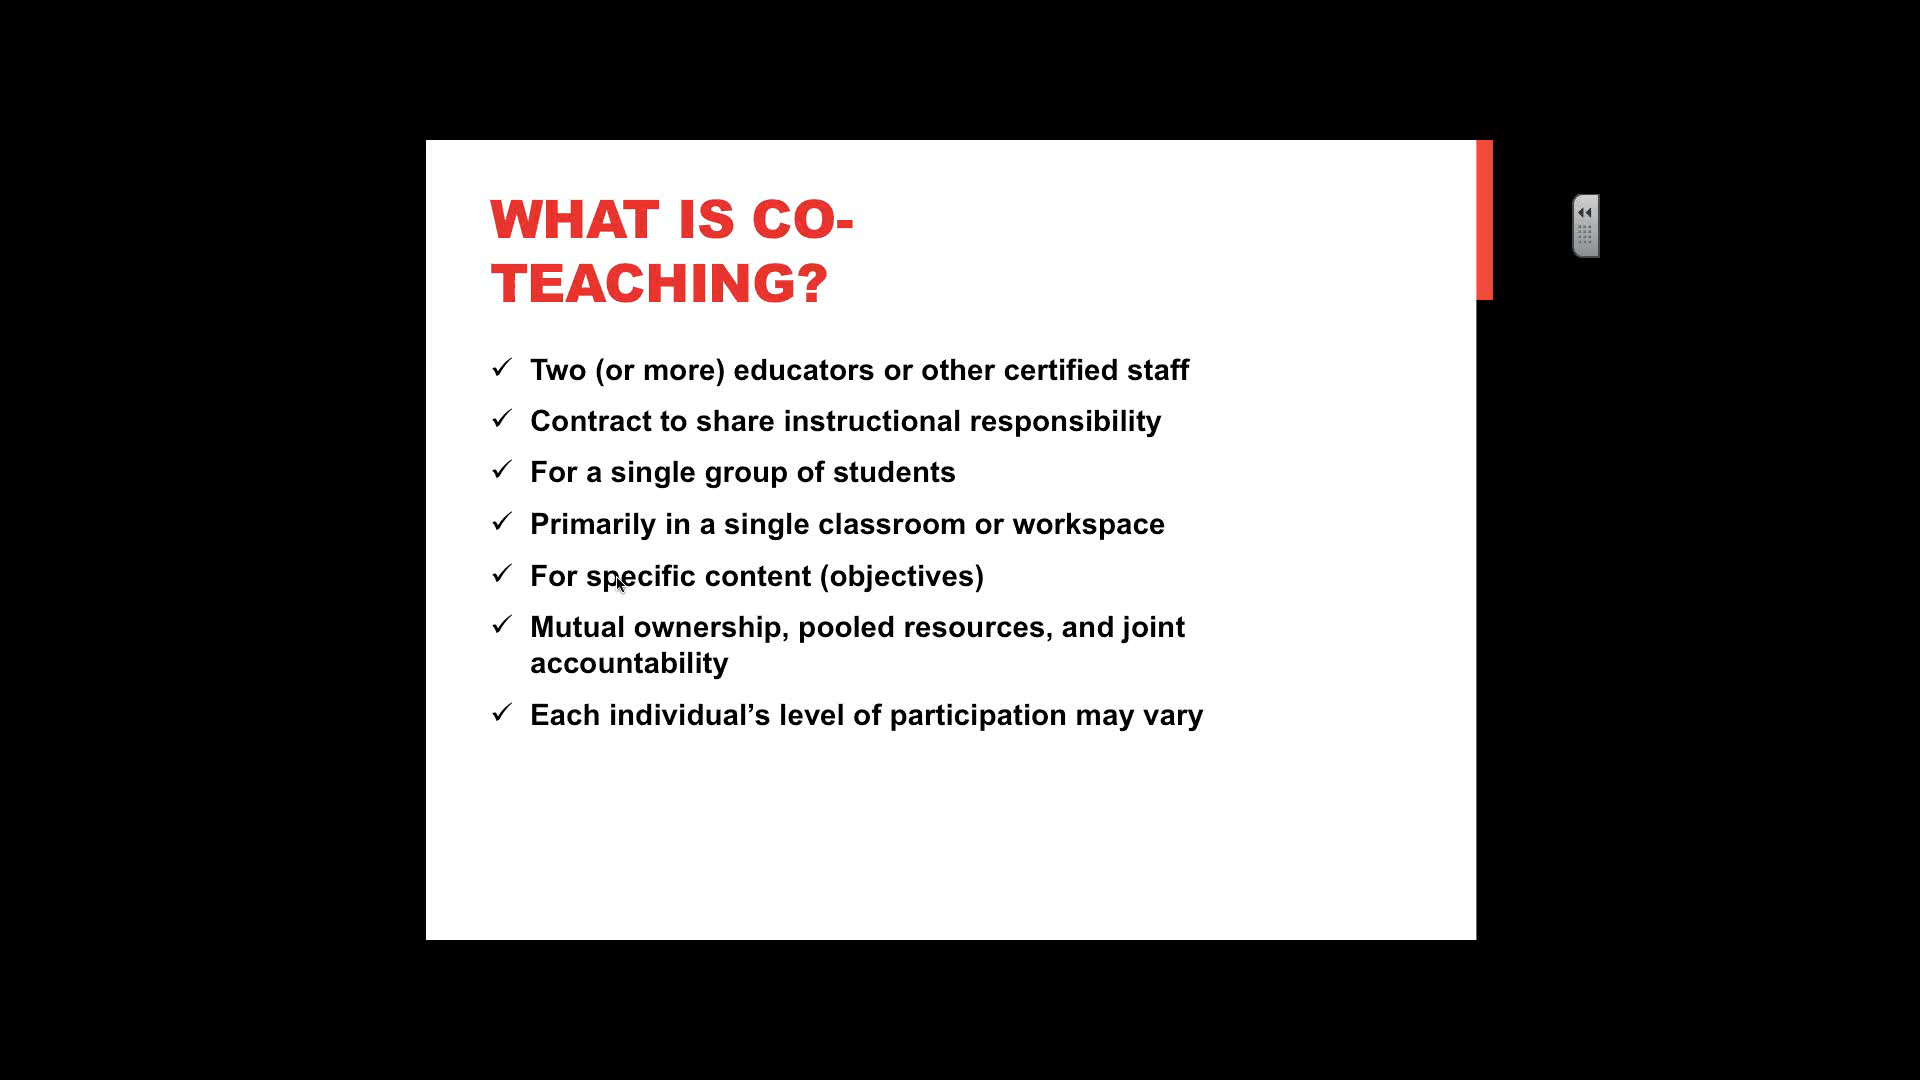 WHAT IS CO-
TEACHING?
✓ Two (or more) educators or other certified staff
✓ Contract to share instructional responsibility
✓ For a single group of students
✓ Primarily in a single classroom or workspace
✓ For specific content (objectives)
✓ Mutual ownership, pooled resources, and joint
accountability
✓ Each individual’s level of participation may vary